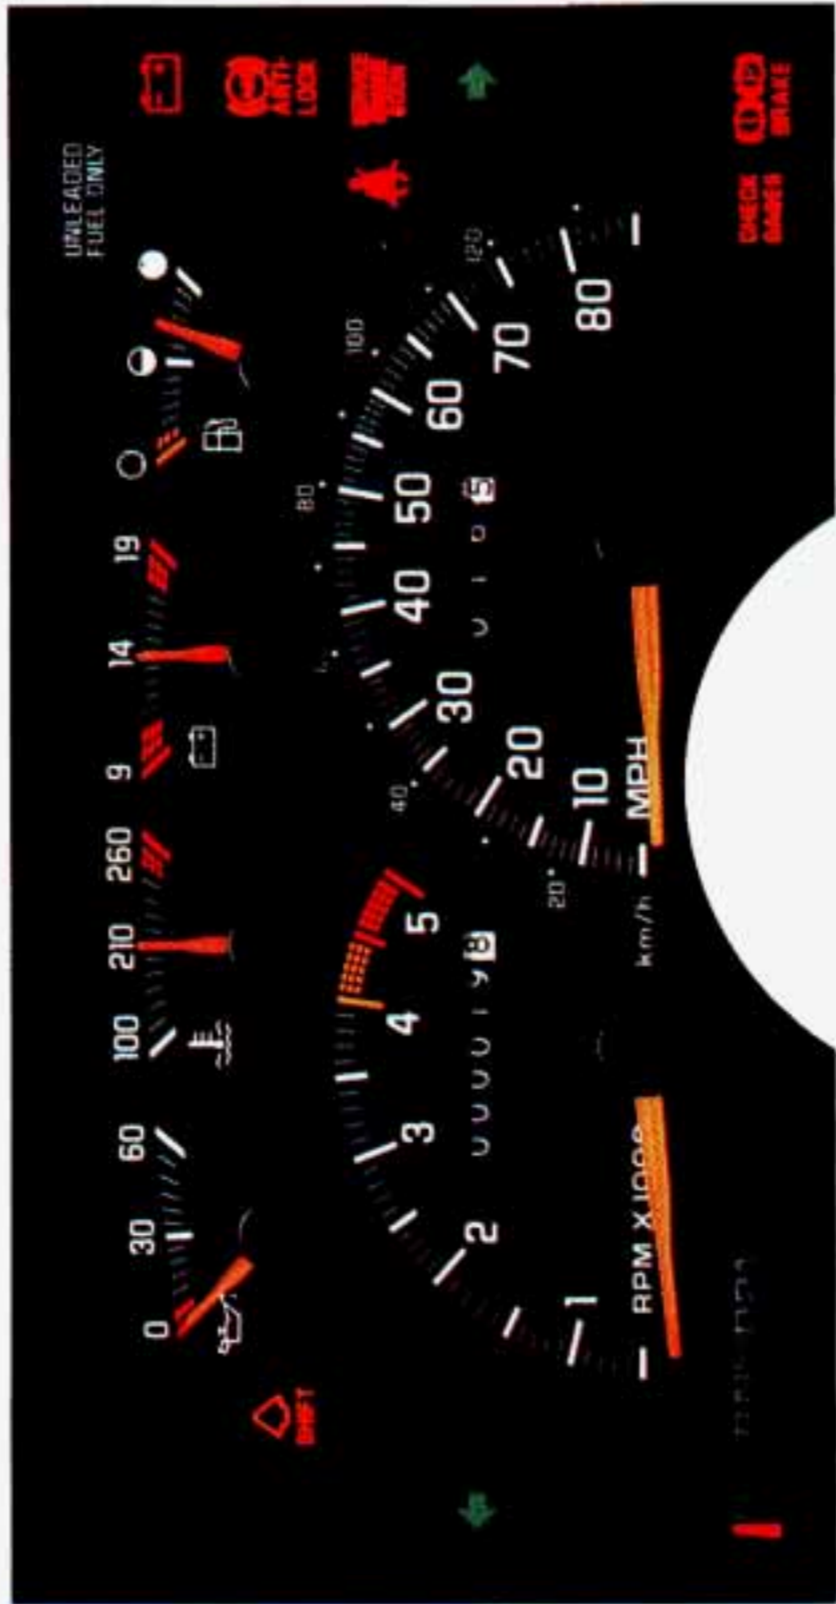 UNLEADED
FUEL ONLY
0 30 60 100 210 260 9 14 19
SHIFT
ANTI-
LOCK
20 40 80 100 120
1 2 3 4 5
10 20 30 40 50 60 70 80
0000198
RPM X1000
km/h
MPH
CHECK
GAGES
BRAKE